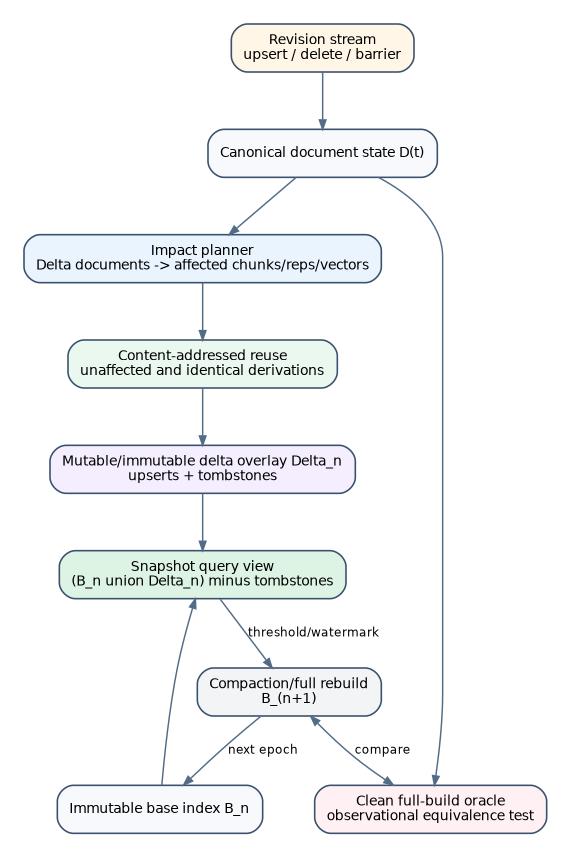 Revision stream
upsert / delete / barrier
Canonical document state D(t)
Impact planner
Delta documents -> affected chunks/reps/vectors
Content-addressed reuse
unaffected and identical derivations
Mutable/immutable delta overlay Delta_n
upserts + tombstones
Snapshot query view
(B_n union Delta_n) minus tombstones
threshold/watermark
Compaction/full rebuild
B_(n+1)
next epoch
compare
Immutable base index B_n
Clean full-build oracle
observational equivalence test